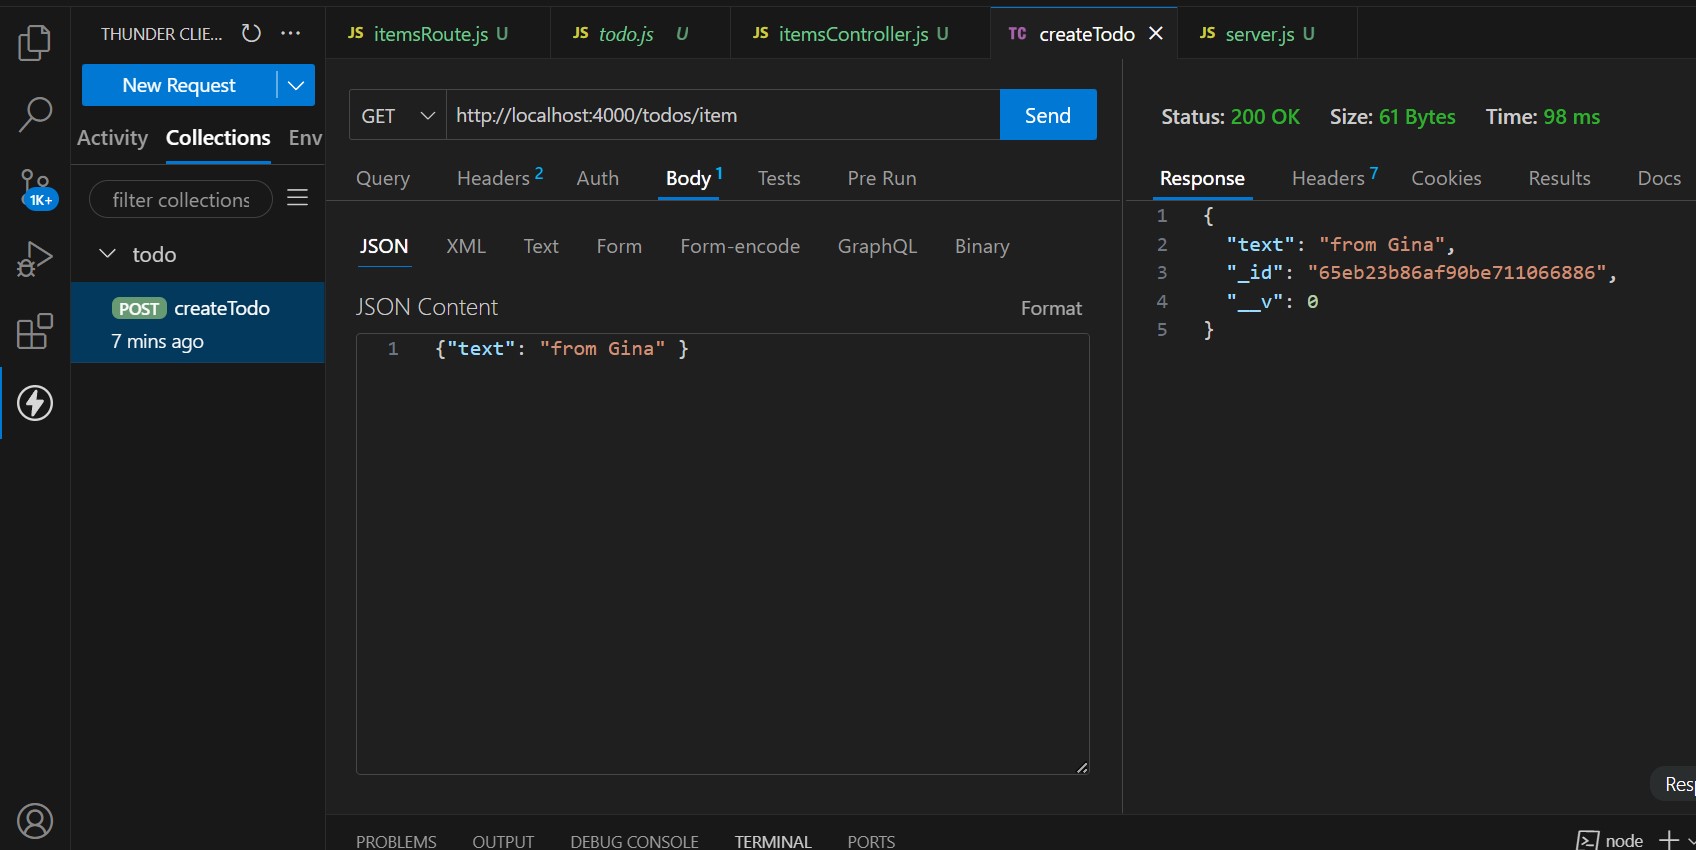 THUNDER CLIE...
New Request
Activity Collections Env
1K+
filter collections
todo
POST createTodo
7 mins ago
JS itemsRoute.js U
JS todo.js U
JS itemsController.js U
TC createTodo
JS server.js U
GET http://localhost:4000/todos/item Send
Query Headers 2 Auth Body 1 Tests Pre Run
JSON XML Text Form Form-encode GraphQL Binary
JSON Content Format
1 {"text": "from Gina" }
Status: 200 OK Size: 61 Bytes Time: 98 ms
Response Headers 7 Cookies Results Docs
1 {
2 "text": "from Gina",
3 "_id": "65eb23b86af90be711066886",
4 "__v": 0
5 }
Resp
PROBLEMS OUTPUT DEBUG CONSOLE TERMINAL PORTS
node